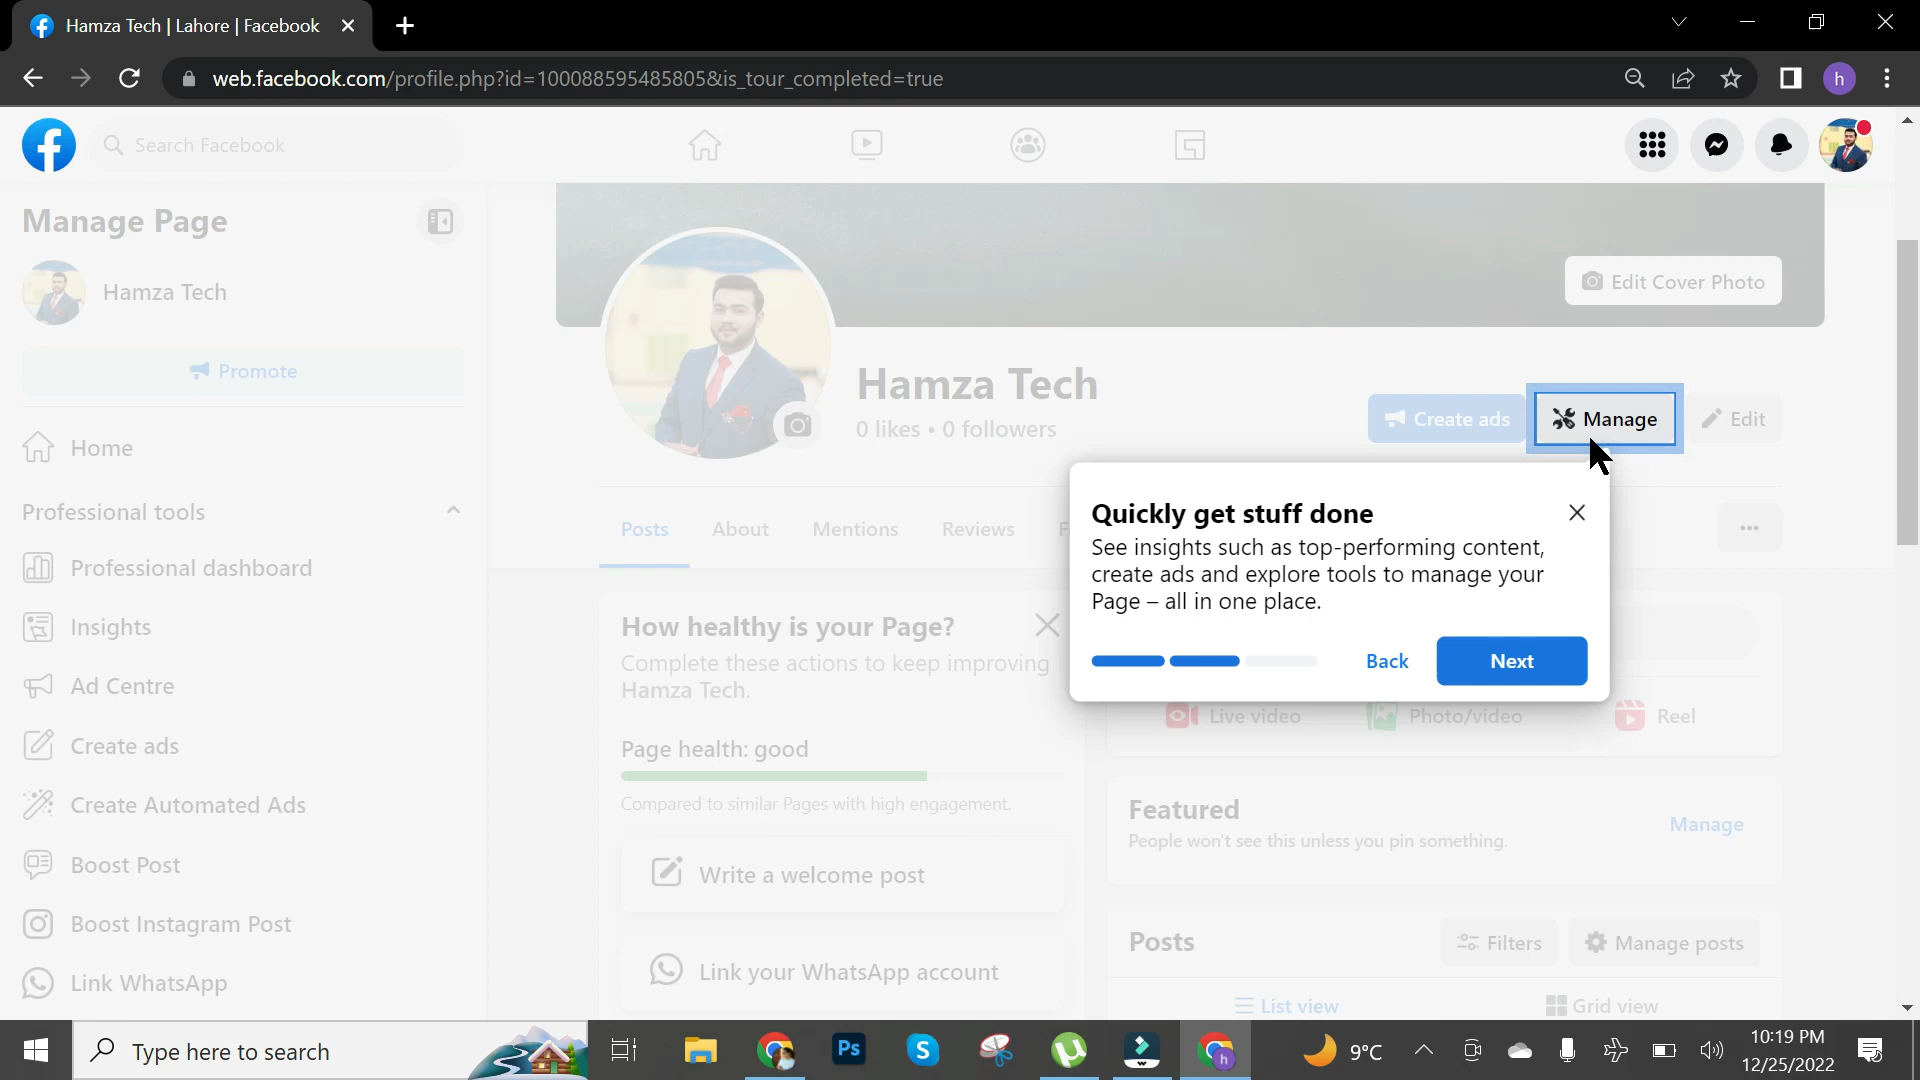 Hamza Tech | Lahore | Facebook
web.facebook.com/profile.php?id=100088595485805&is_tour_completed=true
h
Search Facebook
Manage Page
Hamza Tech
Promote
Home
Professional tools
Professional dashboard
Insights
Ad Centre
Create ads
Create Automated Ads
Boost Post
Boost Instagram Post
Link WhatsApp
Edit Cover Photo
Hamza Tech
0 likes • 0 followers
Create ads
Manage
Edit
Posts
About
Mentions
Reviews
F
Quickly get stuff done
See insights such as top-performing content,
create ads and explore tools to manage your
Page – all in one place.
Back
Next
How healthy is your Page?
Complete these actions to keep improving
Hamza Tech.
Page health: good
Compared to similar Pages with high engagement.
Write a welcome post
Link your WhatsApp account
Live video
Photo/video
Reel
Featured
People won't see this unless you pin something.
Manage
Posts
Filters
Manage posts
List view
Grid view
Type here to search
Ps
9°C
10:19 PM
12/25/2022